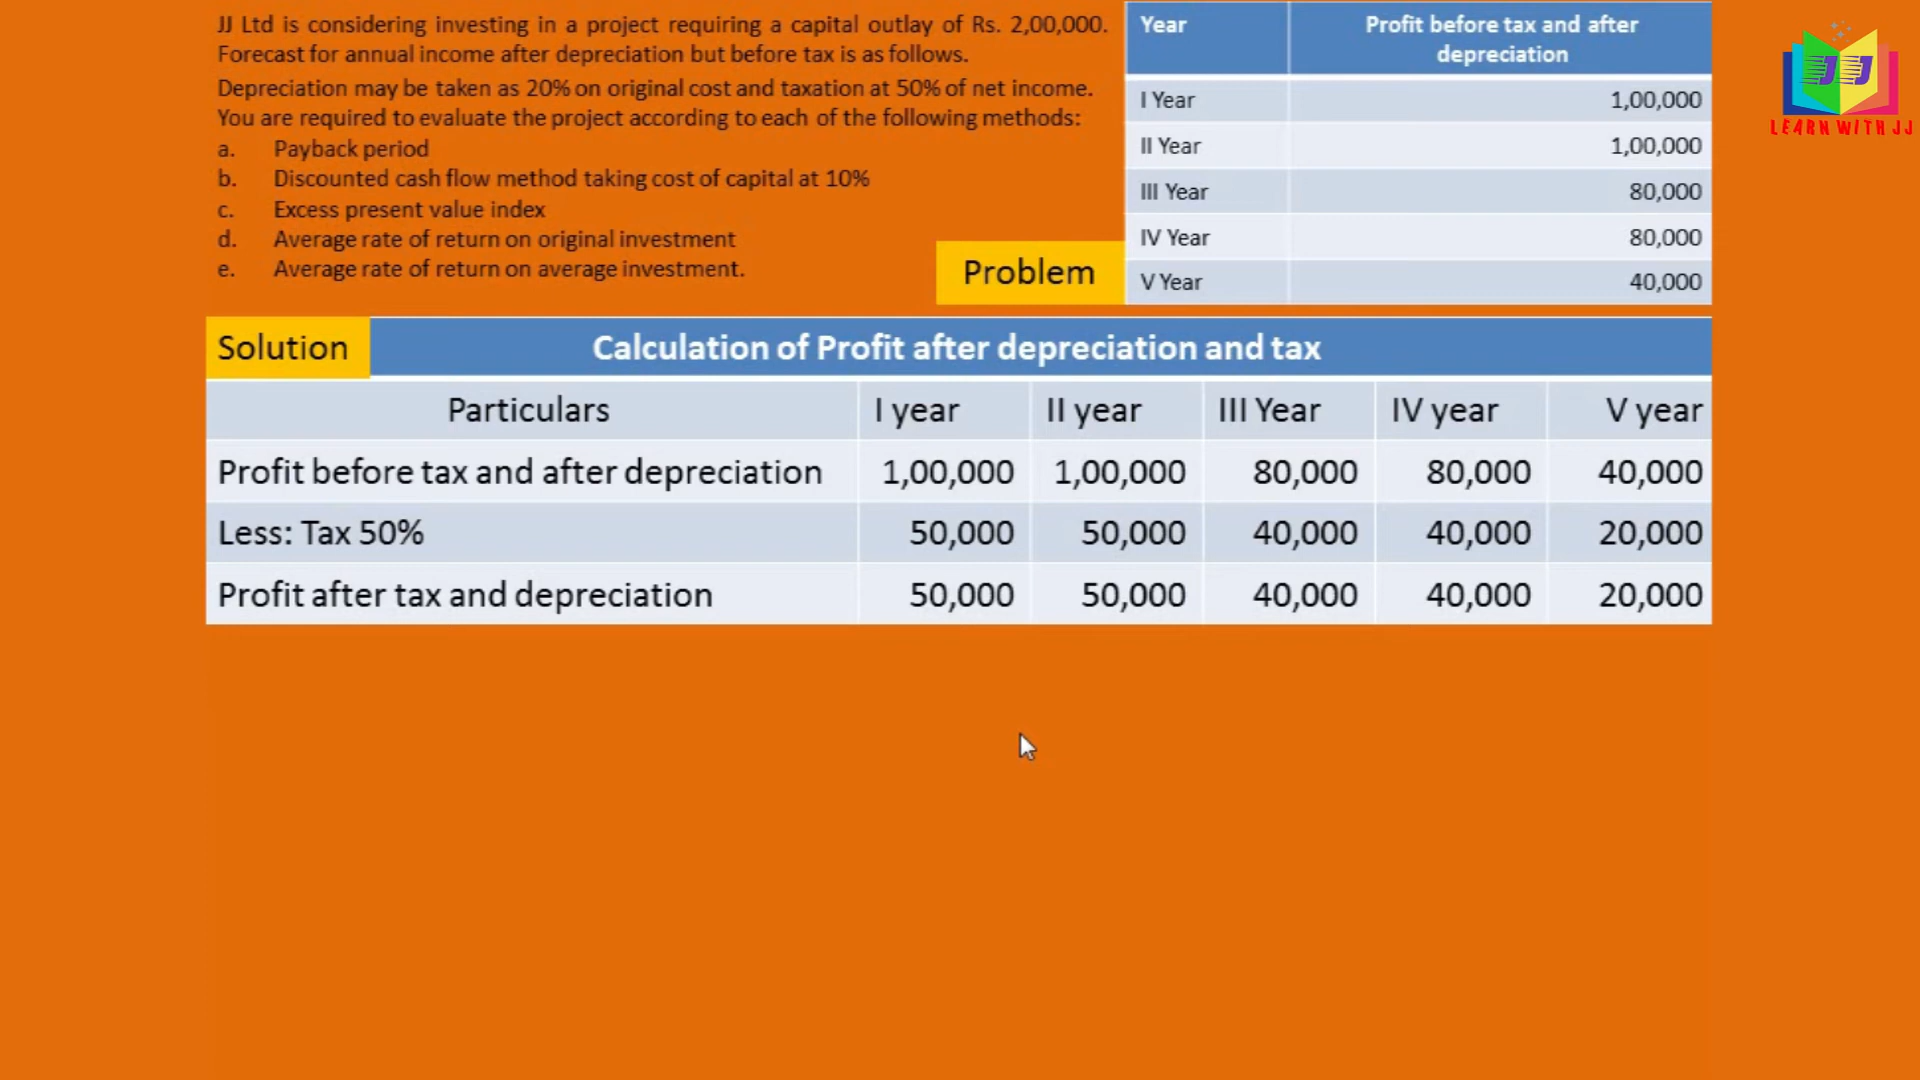 JJ Ltd is considering investing in a project requiring a capital outlay of Rs. 2,00,000.
Forecast for annual income after depreciation but before tax is as follows.
Depreciation may be taken as 20% on original cost and taxation at 50% of net income.
You are required to evaluate the project according to each of the following methods:
a. Payback period
b. Discounted cash flow method taking cost of capital at 10%
c. Excess present value index
d. Average rate of return on original investment
e. Average rate of return on average investment.
Problem
Year Profit before tax and after
depreciation
I Year 1,00,000
II Year 1,00,000
III Year 80,000
IV Year 80,000
V Year 40,000
JJ
LEARN WITH JJ
Solution Calculation of Profit after depreciation and tax
Particulars I year II year III Year IV year V year
Profit before tax and after depreciation 1,00,000 1,00,000 80,000 80,000 40,000
Less: Tax 50% 50,000 50,000 40,000 40,000 20,000
Profit after tax and depreciation 50,000 50,000 40,000 40,000 20,000